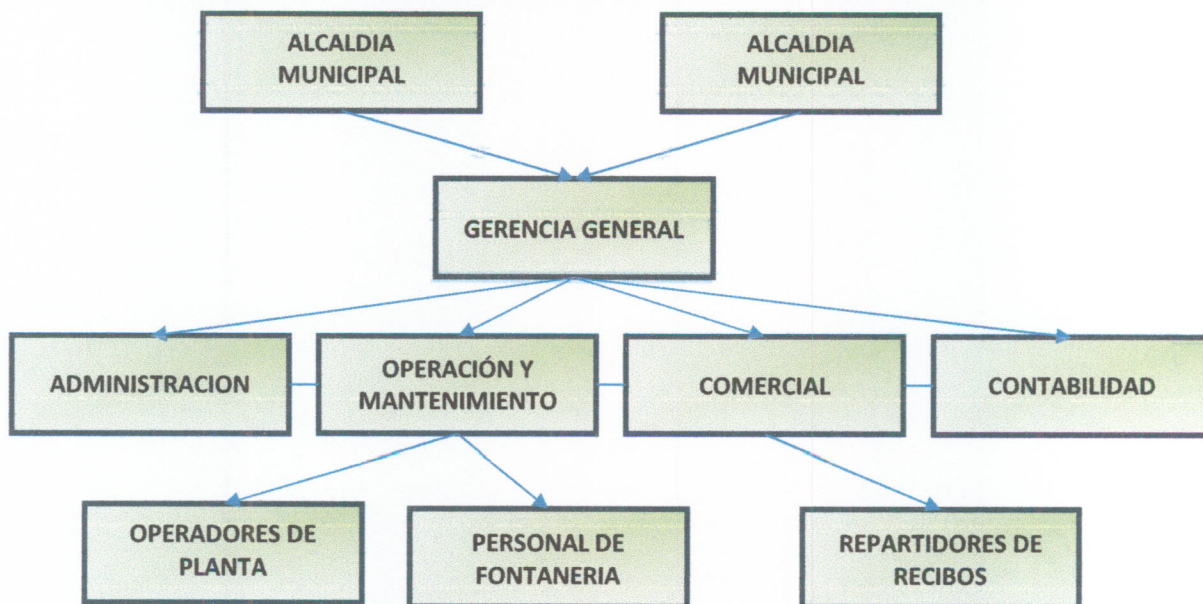 ALCALDIA
MUNICIPAL
ALCALDIA
MUNICIPAL
GERENCIA GENERAL
ADMINISTRACION
OPERACIÓN Y
MANTENIMIENTO
COMERCIAL
CONTABILIDAD
OPERADORES DE
PLANTA
PERSONAL DE
FONTANERIA
REPARTIDORES DE
RECIBOS